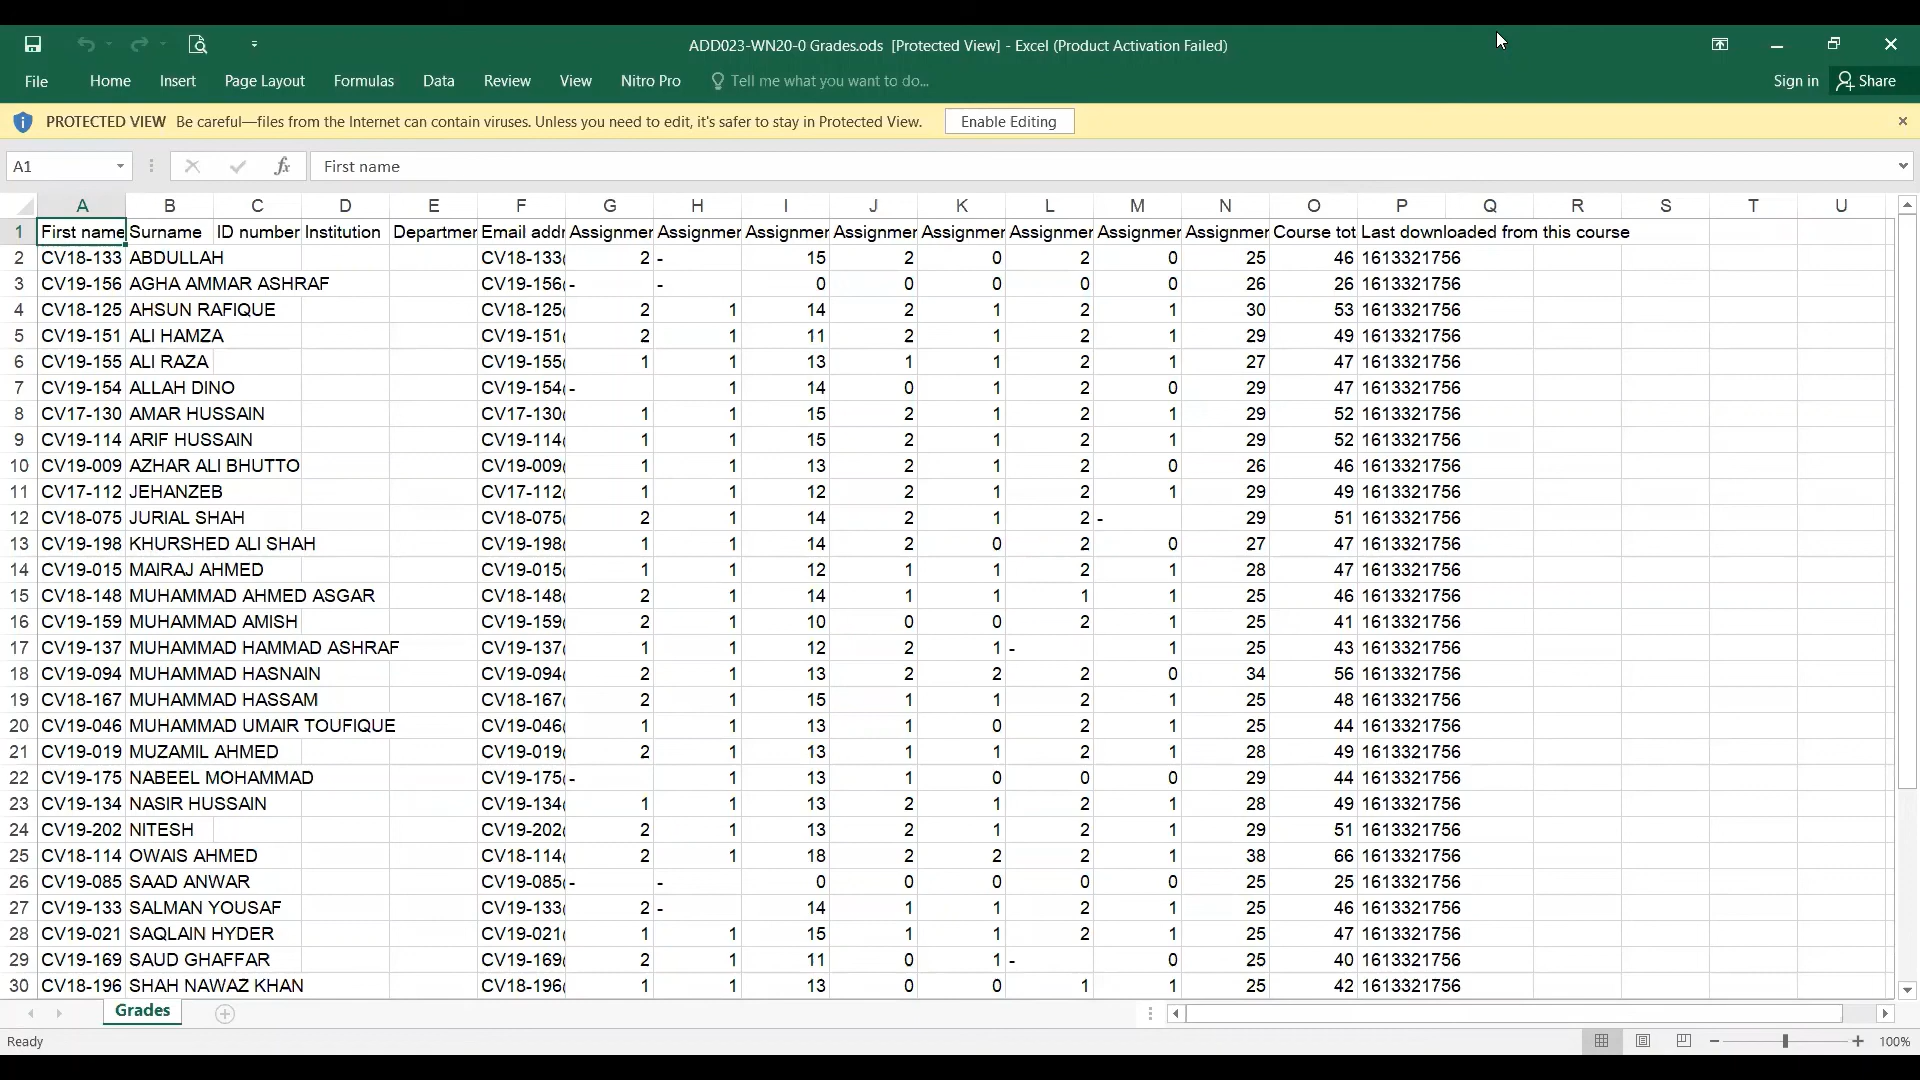 ADD023-WN20-0 Grades.ods [Protected View] - Excel (Product Activation Failed)
File Home Insert Page Layout Formulas Data Review View Nitro Pro Tell me what you want to do... Sign in Share
PROTECTED VIEW Be careful—files from the Internet can contain viruses. Unless you need to edit, it's safer to stay in Protected View. Enable Editing
A1 fx First name
A B C D E F G H I J K L M N O P Q R S T U
1 First name Surname ID number Institution Departmen Email addr Assignmen Assignmen Assignmen Assignmen Assignmen Assignmen Assignmen Assignmen Course tot Last downloaded from this course
2 CV18-133 ABDULLAH CV18-133( 2 - 15 2 0 2 0 25 46 1613321756
3 CV19-156 AGHA AMMAR ASHRAF CV19-156( - - 0 0 0 0 0 26 26 1613321756
4 CV18-125 AHSUN RAFIQUE CV18-125( 2 1 14 2 1 2 1 30 53 1613321756
5 CV19-151 ALI HAMZA CV19-151( 2 1 11 2 1 2 1 29 49 1613321756
6 CV19-155 ALI RAZA CV19-155( 1 1 13 1 1 2 1 27 47 1613321756
7 CV19-154 ALLAH DINO CV19-154( - 1 14 0 1 2 0 29 47 1613321756
8 CV17-130 AMAR HUSSAIN CV17-130( 1 1 15 2 1 2 1 29 52 1613321756
9 CV19-114 ARIF HUSSAIN CV19-114( 1 1 15 2 1 2 1 29 52 1613321756
10 CV19-009 AZHAR ALI BHUTTO CV19-009( 1 1 13 2 1 2 0 26 46 1613321756
11 CV17-112 JEHANZEB CV17-112( 1 1 12 2 1 2 1 29 49 1613321756
12 CV18-075 JURIAL SHAH CV18-075( 2 1 14 2 1 2 - 29 51 1613321756
13 CV19-198 KHURSHED ALI SHAH CV19-198( 1 1 14 2 0 2 0 27 47 1613321756
14 CV19-015 MAIRAJ AHMED CV19-015( 1 1 12 1 1 2 1 28 47 1613321756
15 CV18-148 MUHAMMAD AHMED ASGAR CV18-148( 2 1 14 1 1 1 1 25 46 1613321756
16 CV19-159 MUHAMMAD AMISH CV19-159( 2 1 10 0 0 2 1 25 41 1613321756
17 CV19-137 MUHAMMAD HAMMAD ASHRAF CV19-137( 1 1 12 2 1 - 1 25 43 1613321756
18 CV19-094 MUHAMMAD HASNAIN CV19-094( 2 1 13 2 2 2 0 34 56 1613321756
19 CV18-167 MUHAMMAD HASSAM CV18-167( 2 1 15 1 1 2 1 25 48 1613321756
20 CV19-046 MUHAMMAD UMAIR TOUFIQUE CV19-046( 1 1 13 1 0 2 1 25 44 1613321756
21 CV19-019 MUZAMIL AHMED CV19-019( 2 1 13 1 1 2 1 28 49 1613321756
22 CV19-175 NABEEL MOHAMMAD CV19-175( - 1 13 1 0 0 0 29 44 1613321756
23 CV19-134 NASIR HUSSAIN CV19-134( 1 1 13 2 1 2 1 28 49 1613321756
24 CV19-202 NITESH CV19-202( 2 1 13 2 1 2 1 29 51 1613321756
25 CV18-114 OWAIS AHMED CV18-114( 2 1 18 2 2 2 1 38 66 1613321756
26 CV19-085 SAAD ANWAR CV19-085( - - 0 0 0 0 0 25 25 1613321756
27 CV19-133 SALMAN YOUSAF CV19-133( 2 - 14 1 1 2 1 25 46 1613321756
28 CV19-021 SAQLAIN HYDER CV19-021( 1 1 15 1 1 2 1 25 47 1613321756
29 CV19-169 SAUD GHAFFAR CV19-169( 2 1 11 0 1 - 0 25 40 1613321756
30 CV18-196 SHAH NAWAZ KHAN CV18-196( 1 1 13 0 0 1 1 25 42 1613321756
Grades
Ready 100%